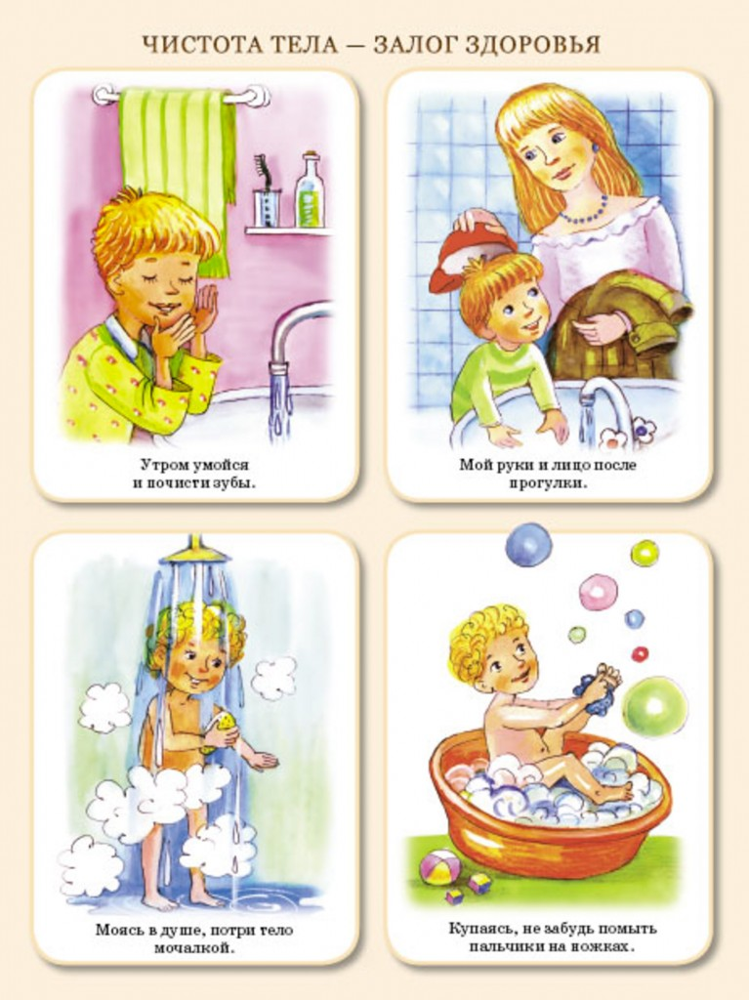 ЧИСТОТА ТЕЛА — ЗАЛОГ ЗДОРОВЬЯ
Утром умойся
и почисти зубы.
Мой руки и лицо после
прогулки.
Моясь в душе, потри тело
мочалкой.
Купаясь, не забудь помыть
пальчики на ножках.